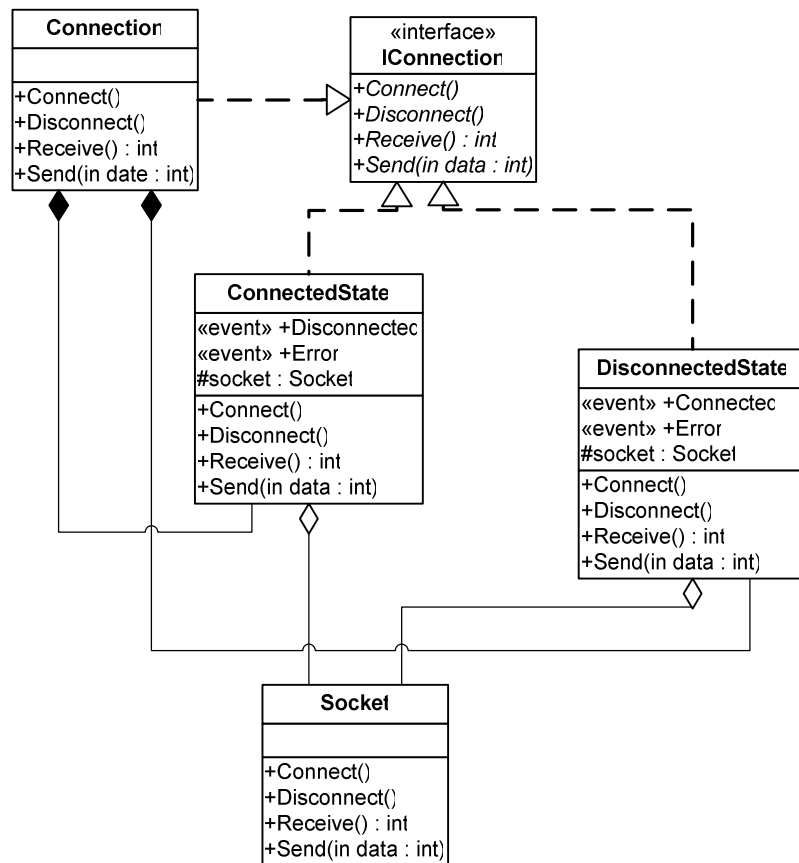 Connection
+Connect()
+Disconnect()
+Receive() : int
+Send(in date : int)
«interface»
IConnection
+Connect()
+Disconnect()
+Receive() : int
+Send(in data : int)
ConnectedState
«event» +Disconnected
«event» +Error
#socket : Socket
+Connect()
+Disconnect()
+Receive() : int
+Send(in data : int)
DisconnectedState
«event» +Connected
«event» +Error
#socket : Socket
+Connect()
+Disconnect()
+Receive() : int
+Send(in data : int)
Socket
+Connect()
+Disconnect()
+Receive() : int
+Send(in data : int)